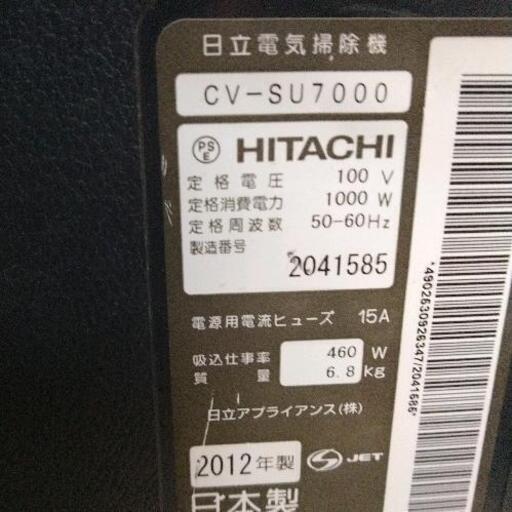 日立電気掃除機
CV-SU7000
PS E HITACHI
定格電圧 100 V
定格消費電力 1000 W
定格周波数 50-60Hz
製造番号
2041585
電源用電流ヒューズ 15A
吸込仕事率 460 W
質量 6.8 kg
日立アプライアンス(株)
2012年製 S JET
日本製
*4902530926347/2041585*